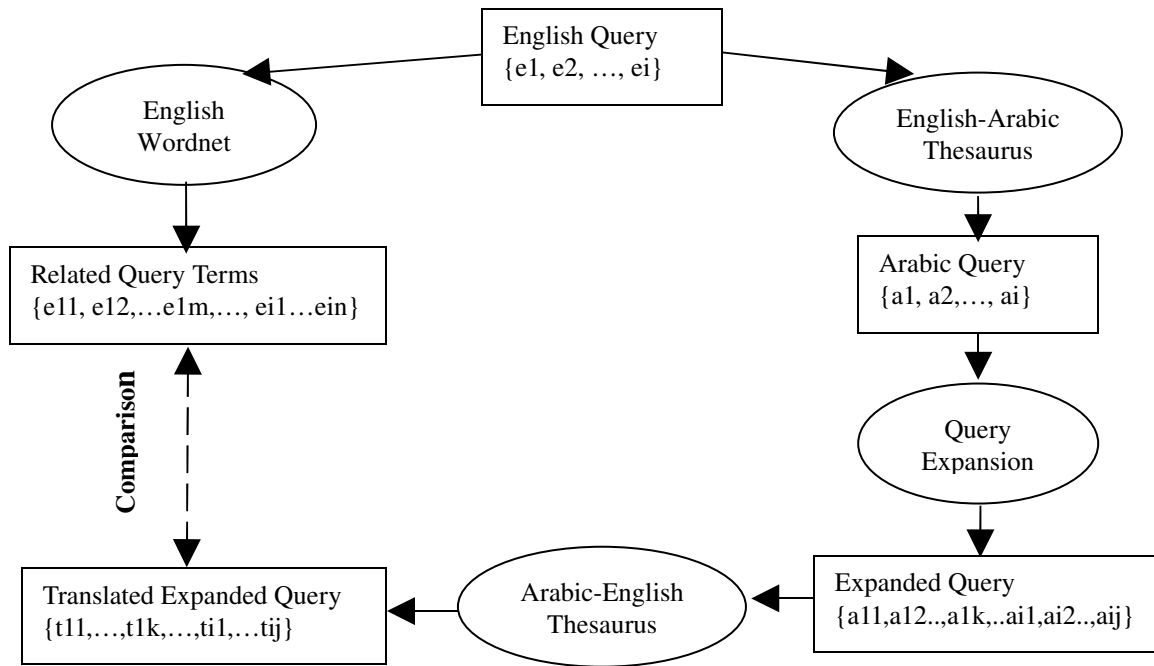 English Query
{e1, e2, …, ei}
English
Wordnet
English-Arabic
Thesaurus
Related Query Terms
{e11, e12,…e1m,…, ei1…ein}
Arabic Query
{a1, a2,…, ai}
Comparison
Query
Expansion
Translated Expanded Query
{t11,…,t1k,…,ti1,…tij}
Arabic-English
Thesaurus
Expanded Query
{a11,a12..,a1k,..ai1,ai2..,aij}